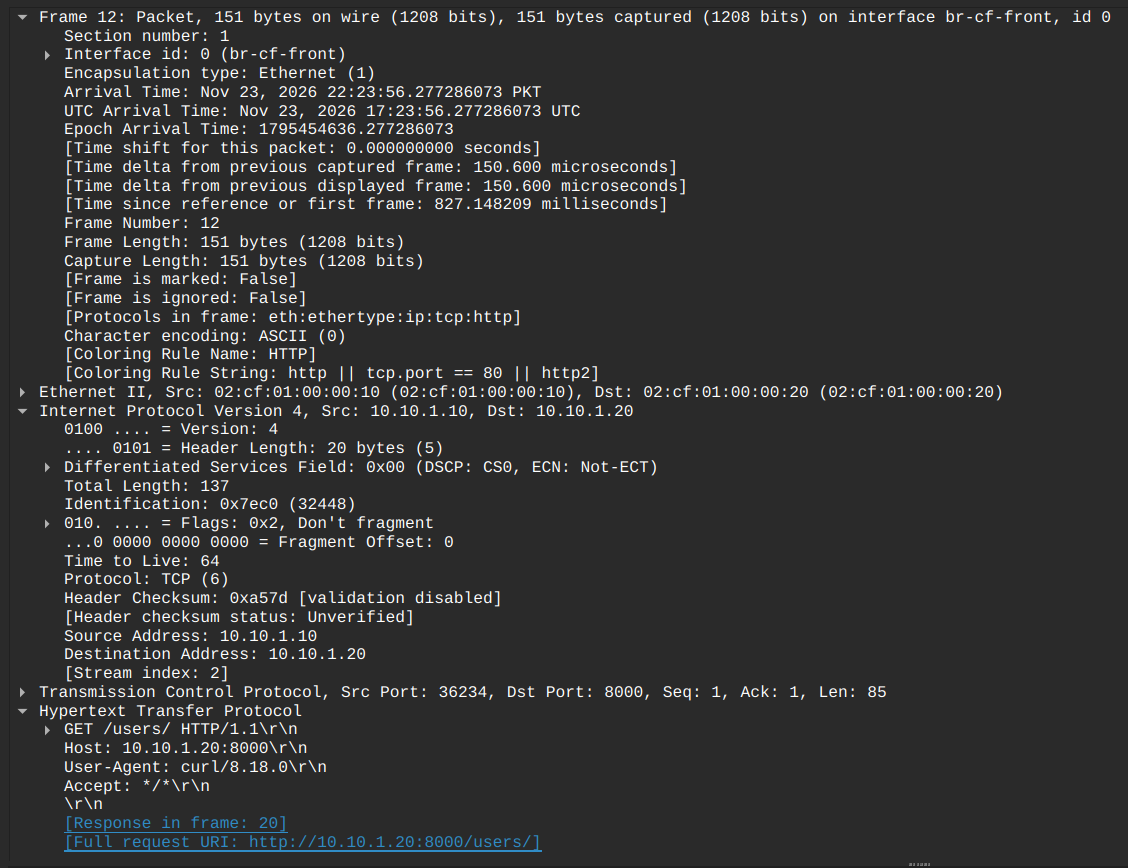 Frame 12: Packet, 151 bytes on wire (1208 bits), 151 bytes captured (1208 bits) on interface br-cf-front, id 0
Section number: 1
Interface id: 0 (br-cf-front)
Encapsulation type: Ethernet (1)
Arrival Time: Nov 23, 2026 22:23:56.277286073 PKT
UTC Arrival Time: Nov 23, 2026 17:23:56.277286073 UTC
Epoch Arrival Time: 1795454636.277286073
[Time shift for this packet: 0.000000000 seconds]
[Time delta from previous captured frame: 150.600 microseconds]
[Time delta from previous displayed frame: 150.600 microseconds]
[Time since reference or first frame: 827.148209 milliseconds]
Frame Number: 12
Frame Length: 151 bytes (1208 bits)
Capture Length: 151 bytes (1208 bits)
[Frame is marked: False]
[Frame is ignored: False]
[Protocols in frame: eth:ethertype:ip:tcp:http]
Character encoding: ASCII (0)
[Coloring Rule Name: HTTP]
[Coloring Rule String: http || tcp.port == 80 || http2]
Ethernet II, Src: 02:cf:01:00:00:10 (02:cf:01:00:00:10), Dst: 02:cf:01:00:00:20 (02:cf:01:00:00:20)
Internet Protocol Version 4, Src: 10.10.1.10, Dst: 10.10.1.20
0100 .... = Version: 4
.... 0101 = Header Length: 20 bytes (5)
Differentiated Services Field: 0x00 (DSCP: CS0, ECN: Not-ECT)
Total Length: 137
Identification: 0x7ec0 (32448)
010. .... = Flags: 0x2, Don't fragment
...0 0000 0000 0000 = Fragment Offset: 0
Time to Live: 64
Protocol: TCP (6)
Header Checksum: 0xa57d [validation disabled]
[Header checksum status: Unverified]
Source Address: 10.10.1.10
Destination Address: 10.10.1.20
[Stream index: 2]
Transmission Control Protocol, Src Port: 36234, Dst Port: 8000, Seq: 1, Ack: 1, Len: 85
Hypertext Transfer Protocol
GET /users/ HTTP/1.1\r\n
Host: 10.10.1.20:8000\r\n
User-Agent: curl/8.18.0\r\n
Accept: */*\r\n
\r\n
[Response in frame: 20]
[Full request URI: http://10.10.1.20:8000/users/]